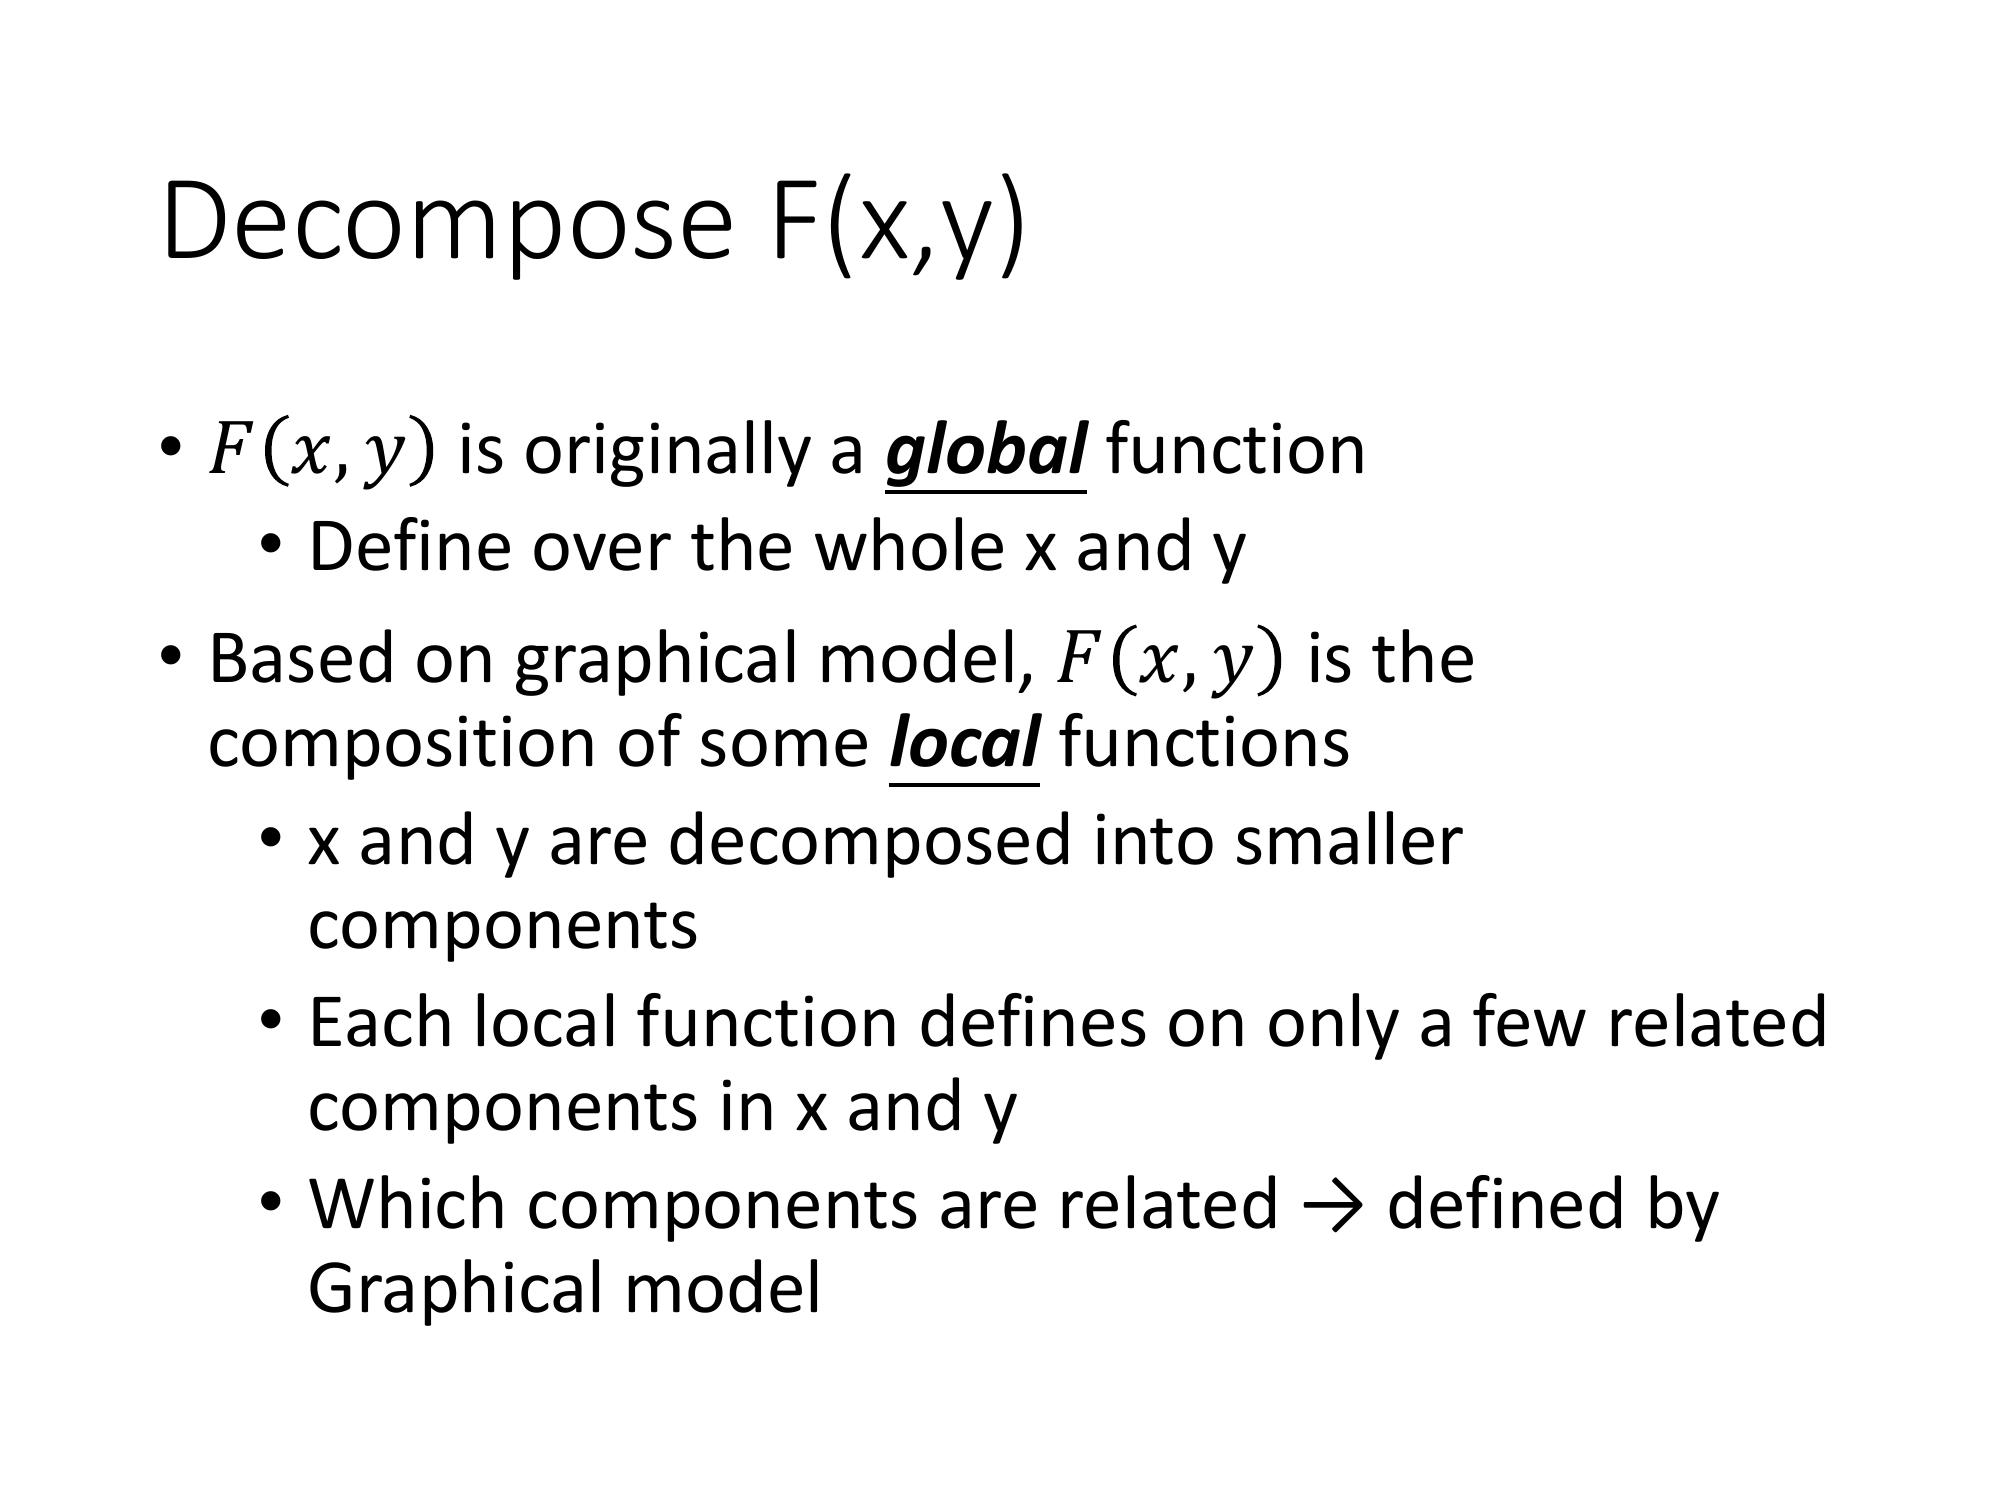 Decompose F(x,y)
• F(x, y) is originally a global function
• Define over the whole x and y
• Based on graphical model, F(x, y) is the
composition of some local functions
• x and y are decomposed into smaller
components
• Each local function defines on only a few related
components in x and y
• Which components are related → defined by
Graphical model